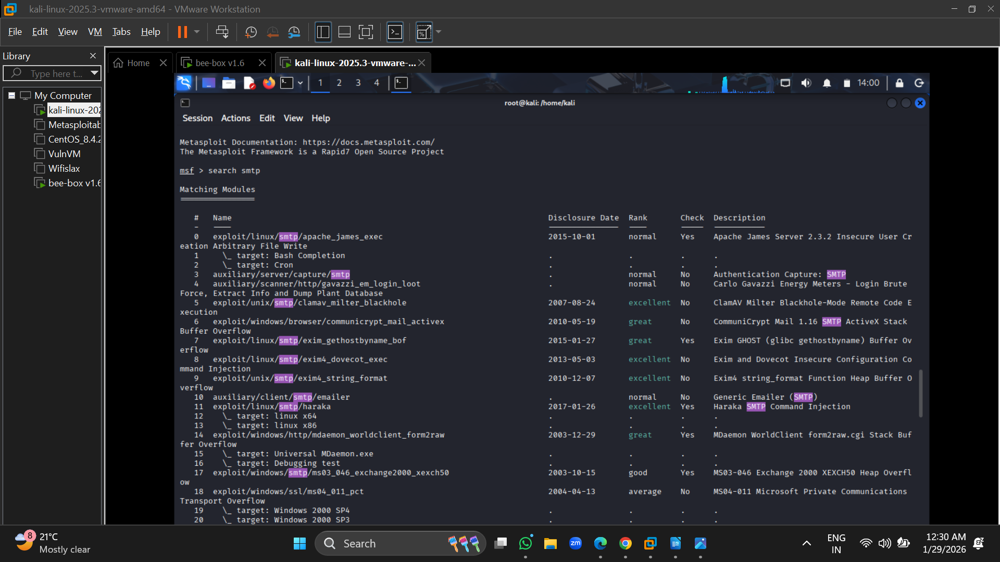 kali-linux-2025.3-vmware-amd64 - VMware Workstation
File Edit View VM Tabs Help
Library
Type here t...
My Computer
kali-linux-202
Metasploitab
CentOS_8.4.2
VulnVM
Wifislax
bee-box v1.6
Home
bee-box v1.6
kali-linux-2025.3-vmware-...
1 2 3 4
14:00
root@kali: /home/kali
Session Actions Edit View Help
Metasploit Documentation: https://docs.metasploit.com/
The Metasploit Framework is a Rapid7 Open Source Project
msf > search smtp
Matching Modules
================
# Name Disclosure Date Rank Check Description
- ---- --------------- ---- ----- -----------
0 exploit/linux/smtp/apache_james_exec 2015-10-01 normal Yes Apache James Server 2.3.2 Insecure User Cr
eation Arbitrary File Write
1 \_ target: Bash Completion . . . .
2 \_ target: Cron . . . .
3 auxiliary/server/capture/smtp . normal No Authentication Capture: SMTP
4 auxiliary/scanner/http/gavazzi_em_login_loot . normal No Carlo Gavazzi Energy Meters - Login Brute
Force, Extract Info and Dump Plant Database
5 exploit/unix/smtp/clamav_milter_blackhole 2007-08-24 excellent No ClamAV Milter Blackhole-Mode Remote Code E
xecution
6 exploit/windows/browser/communicrypt_mail_activex 2010-05-19 great No CommuniCrypt Mail 1.16 SMTP ActiveX Stack
Buffer Overflow
7 exploit/linux/smtp/exim_gethostbyname_bof 2015-01-27 great Yes Exim GHOST (glibc gethostbyname) Buffer Ov
erflow
8 exploit/linux/smtp/exim4_dovecot_exec 2013-05-03 excellent No Exim and Dovecot Insecure Configuration Co
mmand Injection
9 exploit/unix/smtp/exim4_string_format 2010-12-07 excellent No Exim4 string_format Function Heap Buffer O
verflow
10 auxiliary/client/smtp/emailer . normal No Generic Emailer (SMTP)
11 exploit/linux/smtp/haraka 2017-01-26 excellent Yes Haraka SMTP Command Injection
12 \_ target: linux x64 . . . .
13 \_ target: linux x86 . . . .
14 exploit/windows/http/mdaemon_worldclient_form2raw 2003-12-29 great Yes MDaemon WorldClient form2raw.cgi Stack Buf
fer Overflow
15 \_ target: Universal MDaemon.exe . . . .
16 \_ target: Debugging test . . . .
17 exploit/windows/smtp/ms03_046_exchange2000_xexch50 2003-10-15 good Yes MS03-046 Exchange 2000 XEXCH50 Heap Overfl
ow
18 exploit/windows/ssl/ms04_011_pct 2004-04-13 average No MS04-011 Microsoft Private Communications
Transport Overflow
19 \_ target: Windows 2000 SP4 . . . .
20 \_ target: Windows 2000 SP3 . . . .
8
21°C
Mostly clear
Search
zm
ENG
IN
12:30 AM
1/29/2026